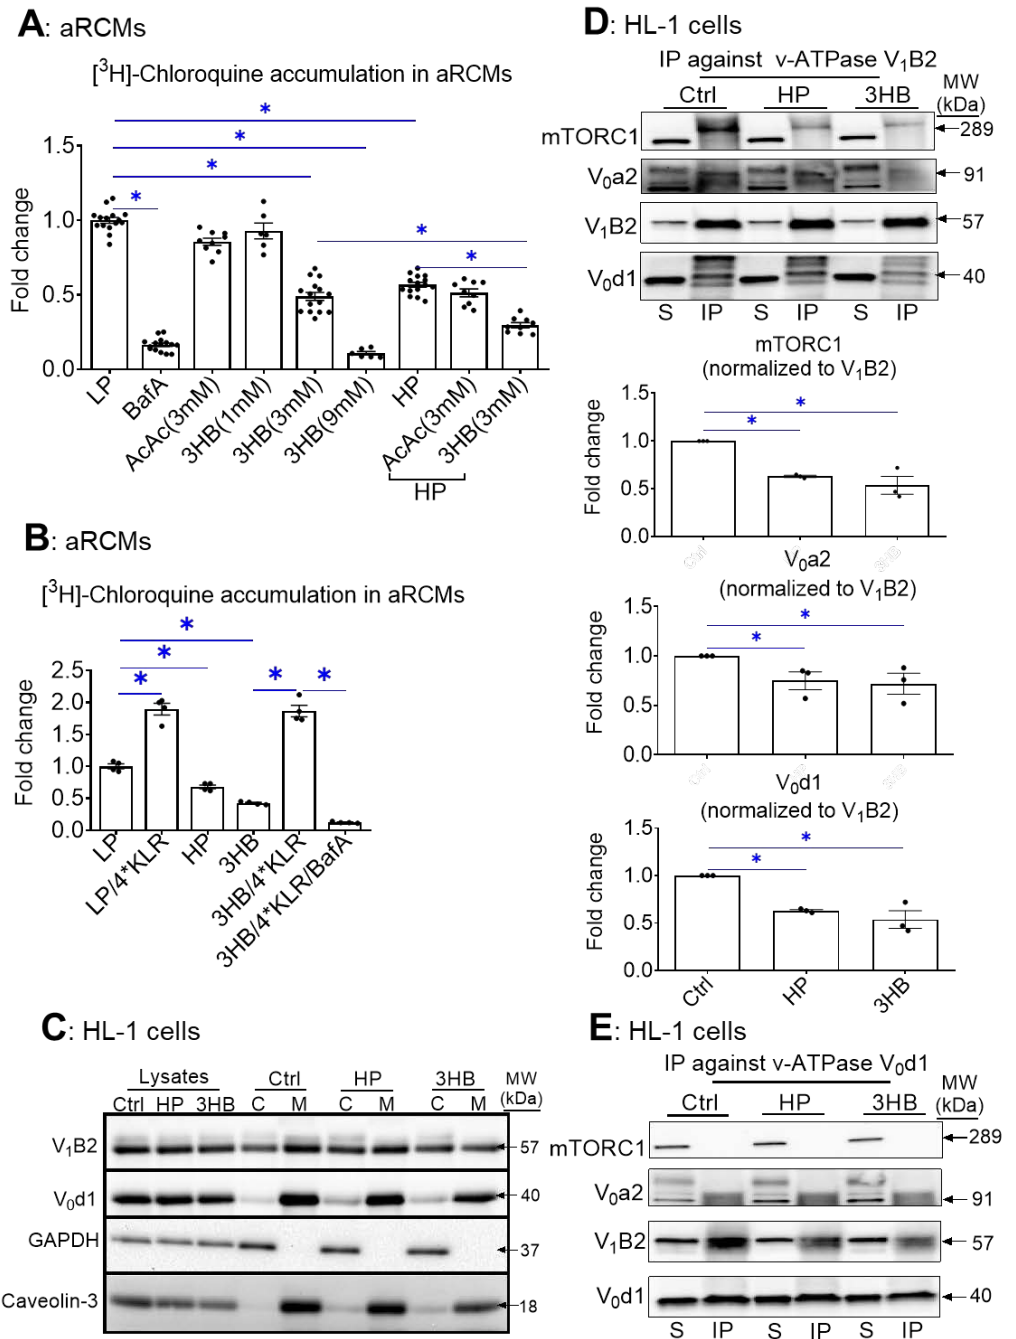 A: aRCMs
[³H]-Chloroquine accumulation in aRCMs
Fold change
1.5
1.0
0.5
0.0
* * * * * *
LP BafA AcAc(3mM) 3HB(1mM) 3HB(3mM) 3HB(9mM) HP AcAc(3mM) 3HB(3mM)
HP
B: aRCMs
[³H]-Chloroquine accumulation in aRCMs
Fold change
2.5
2.0
1.5
1.0
0.5
0.0
* * * * *
LP LP/4*KLR HP 3HB 3HB/4*KLR 3HB/4*KLR/BafA
C: HL-1 cells
Lysates Ctrl HP 3HB MW
Ctrl HP 3HB C M C M C M (kDa)
V₁B2 57
V₀d1 40
GAPDH 37
Caveolin-3 18
D: HL-1 cells
IP against v-ATPase V₁B2
Ctrl HP 3HB MW
(kDa)
mTORC1 289
V₀a2 91
V₁B2 57
V₀d1 40
S IP S IP S IP
mTORC1
(normalized to V₁B2)
Fold change
1.5
1.0
0.5
0.0
* *
Ctrl 3HB
V₀a2
(normalized to V₁B2)
Fold change
1.5
1.0
0.5
0.0
* *
Ctrl
V₀d1
(normalized to V₁B2)
Fold change
1.5
1.0
0.5
0.0
* *
Ctrl HP 3HB
E: HL-1 cells
IP against v-ATPase V₀d1
Ctrl HP 3HB MW
(kDa)
mTORC1 289
V₀a2 91
V₁B2 57
V₀d1 40
S IP S IP S IP